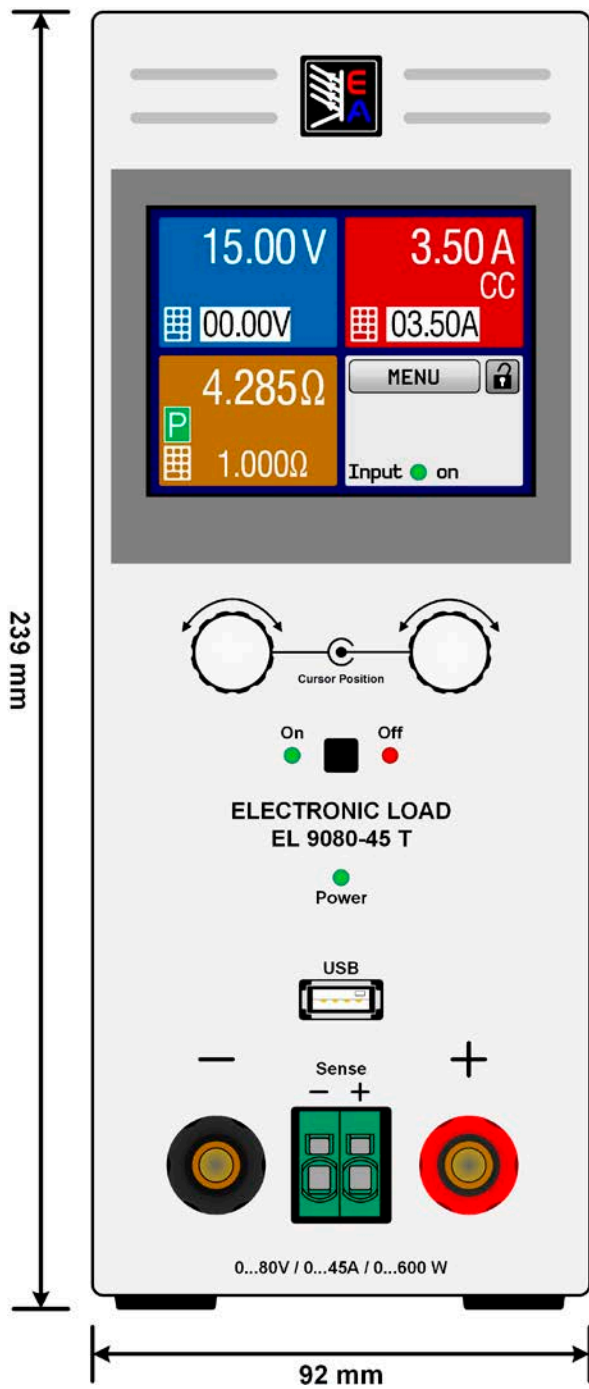 EA
15.00 V
3.50 A
CC
00.00V
03.50A
4.285Ω
P
1.000Ω
MENU
Input on
239 mm
Cursor Position
On Off
ELECTRONIC LOAD
EL 9080-45 T
Power
USB
− +
Sense
− +
0...80V / 0...45A / 0...600 W
92 mm